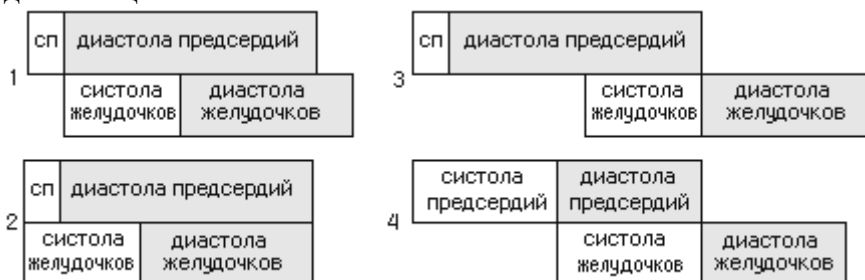 1
сп
диастола предсердий
систола
желудочков
диастола
желудочков
3
сп
диастола предсердий
систола
желудочков
диастола
желудочков
2
сп
диастола предсердий
систола
желудочков
диастола
желудочков
4
систола
предсердий
диастола
предсердий
систола
желудочков
диастола
желудочков